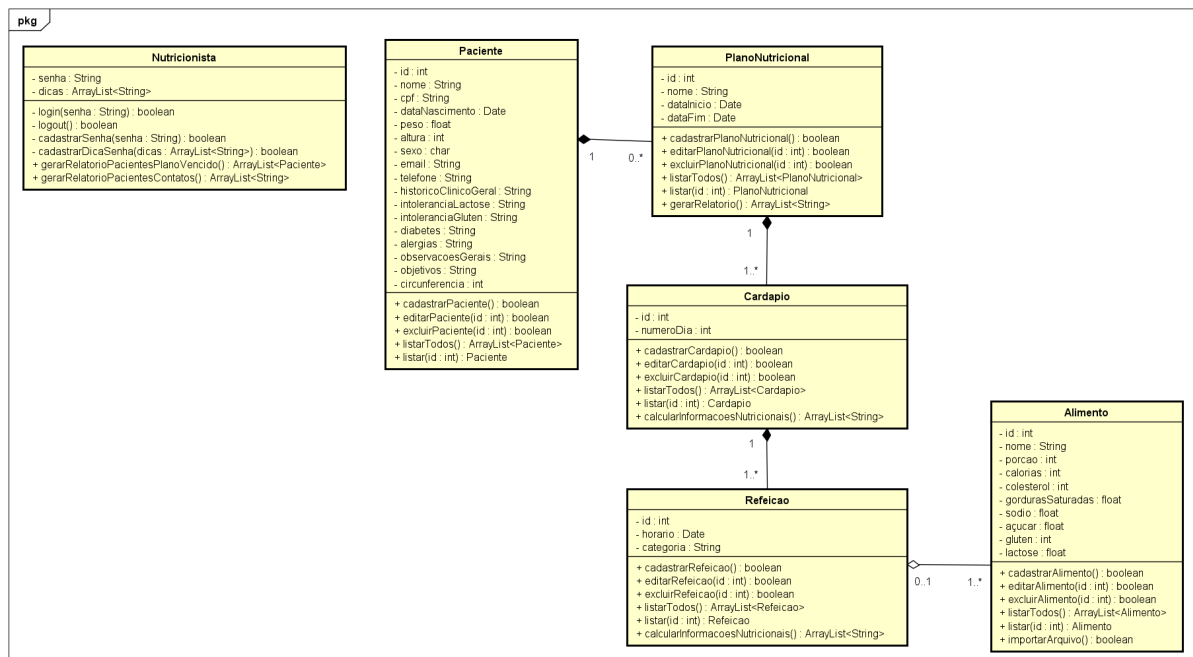 pkg
Nutricionista
- senha : String
- dicas : ArrayList<String>
- login(senha : String) : boolean
- logout() : boolean
- cadastrarSenha(senha : String) : boolean
- cadastrarDicaSenha(dicas : ArrayList<String>) : boolean
+ gerarRelatorioPacientesPlanoVencido() : ArrayList<Paciente>
+ gerarRelatorioPacientesContatos() : ArrayList<String>
Paciente
- id : int
- nome : String
- cpf : String
- dataNascimento : Date
- peso : float
- altura : int
- sexo : char
- email : String
- telefone : String
- historicoClinicoGeral : String
- intoleranciaLactose : String
- intoleranciaGluten : String
- diabetes : String
- alergias : String
- observacoesGerais : String
- objetivos : String
- circunferencia : int
+ cadastrarPaciente() : boolean
+ editarPaciente(id : int) : boolean
+ excluirPaciente(id : int) : boolean
+ listarTodos() : ArrayList<Paciente>
+ listar(id : int) : Paciente
1
0..*
PlanoNutricional
- id : int
- nome : String
- dataInicio : Date
- dataFim : Date
+ cadastrarPlanoNutricional() : boolean
+ editarPlanoNutricional(id : int) : boolean
+ excluirPlanoNutricional(id : int) : boolean
+ listarTodos() : ArrayList<PlanoNutricional>
+ listar(id : int) : PlanoNutricional
+ gerarRelatorio() : ArrayList<String>
1
1..*
Cardapio
- id : int
- numeroDia : int
+ cadastrarCardapio() : boolean
+ editarCardapio(id : int) : boolean
+ excluirCardapio(id : int) : boolean
+ listarTodos() : ArrayList<Cardapio>
+ listar(id : int) : Cardapio
+ calcularInformacoesNutricionais() : ArrayList<String>
1
1..*
Refeicao
- id : int
- horario : Date
- categoria : String
+ cadastrarRefeicao() : boolean
+ editarRefeicao(id : int) : boolean
+ excluirRefeicao(id : int) : boolean
+ listarTodos() : ArrayList<Refeicao>
+ listar(id : int) : Refeicao
+ calcularInformacoesNutricionais() : ArrayList<String>
0..1
1..*
Alimento
- id : int
- nome : String
- porcao : int
- calorias : int
- colesterol : int
- gordurasSaturadas : float
- sodio : float
- açucar : float
- gluten : int
- lactose : float
+ cadastrarAlimento() : boolean
+ editarAlimento(id : int) : boolean
+ excluirAlimento(id : int) : boolean
+ listarTodos() : ArrayList<Alimento>
+ listar(id : int) : Alimento
+ importarArquivo() : boolean